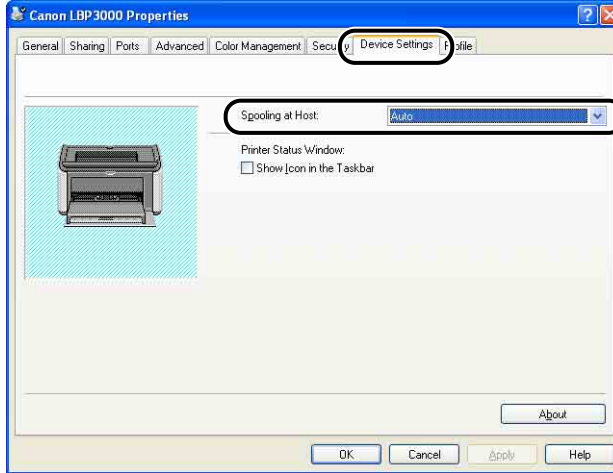 Canon LBP3000 Properties
General Sharing Ports Advanced Color Management Device Settings
Spooling at Host: Auto
Printer Status Window:
Show Icon in the Taskbar
About
OK Cancel Apply Help